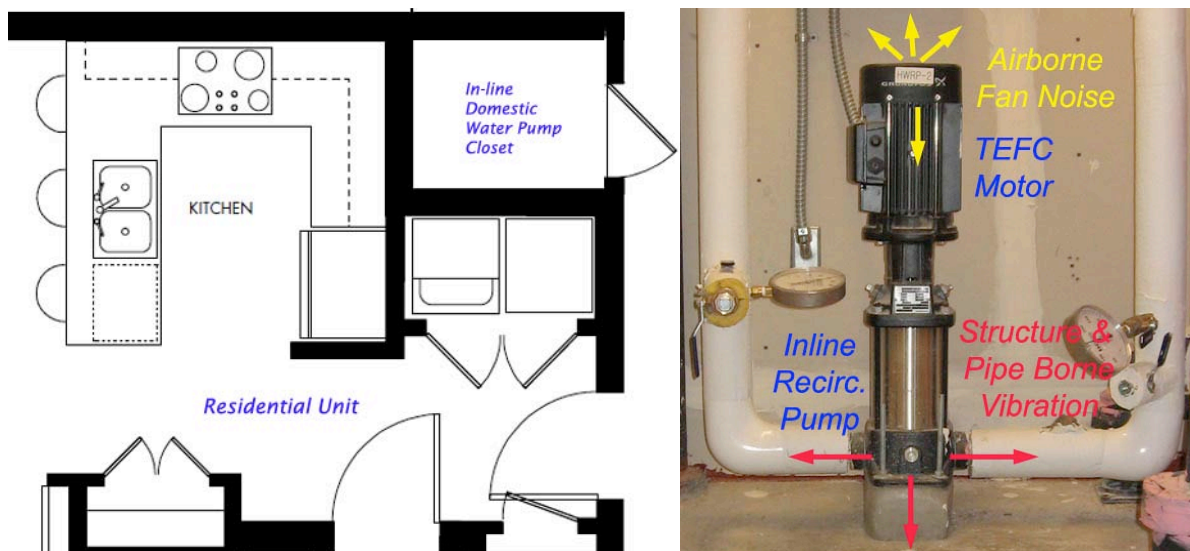 In-line
Domestic
Water Pump
Closet
KITCHEN
Residential Unit
HWRP-2
GRUNDFOS
Airborne
Fan Noise
TEFC
Motor
Inline
Recirc.
Pump
Structure &
Pipe Borne
Vibration